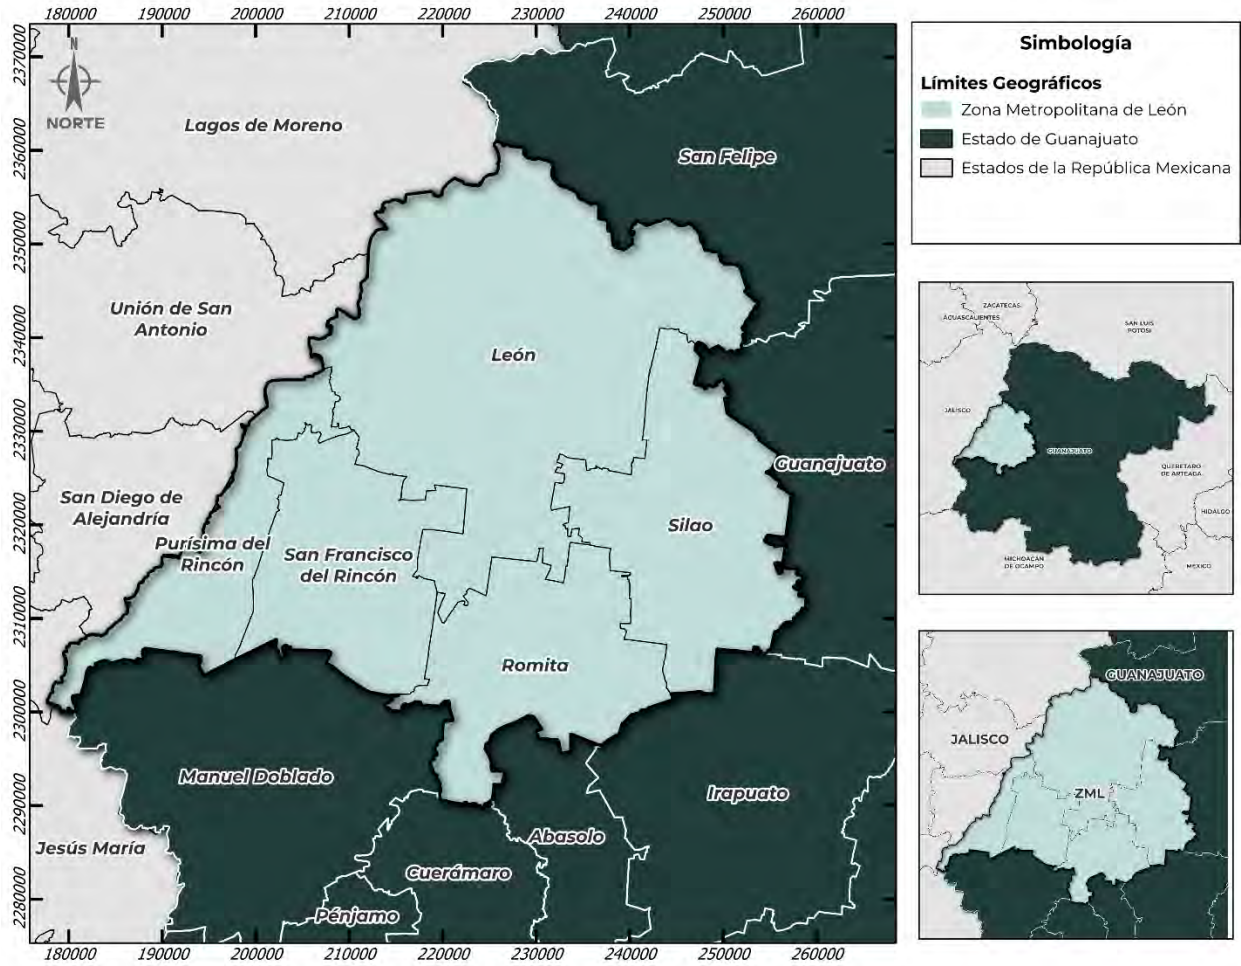 180000 190000 200000 210000 220000 230000 240000 250000 260000
2370000
2360000
2350000
2340000
2330000
2320000
2310000
2300000
2290000
2280000
N
NORTE
Lagos de Moreno
San Felipe
Unión de San
Antonio
León
Guanajuato
San Diego de
Alejandría
Silao
Purísima del
Rincón
San Francisco
del Rincón
Romita
Manuel Doblado
Irapuato
Abasolo
Jesús María
Cuerámaro
Pénjamo
180000 190000 200000 210000 220000 230000 240000 250000 260000
Simbología
Límites Geográficos
Zona Metropolitana de León
Estado de Guanajuato
Estados de la República Mexicana
ZACATECAS
AGUASCALIENTES
SAN LUIS
POTOSI
JALISCO
GUANAJUATO
QUERETARO
DE ARTEAGA
HIDALGO
MICHOACAN
DE OCAMPO
MEXICO
GUANAJUATO
JALISCO
ZML